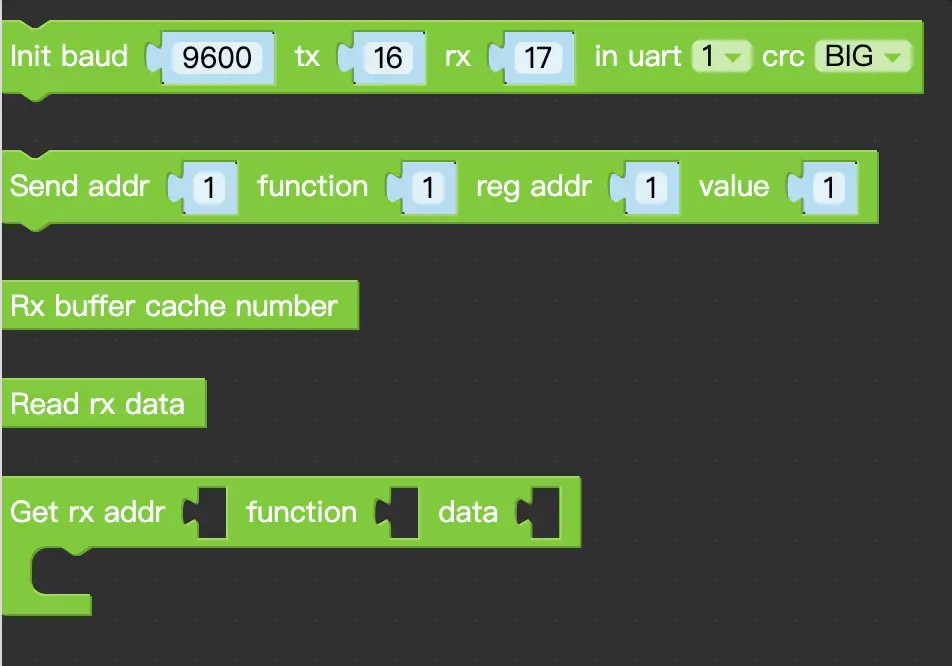 Init baud 9600 tx 16 rx 17 in uart 1 crc BIG
Send addr 1 function 1 reg addr 1 value 1
Rx buffer cache number
Read rx data
Get rx addr function data